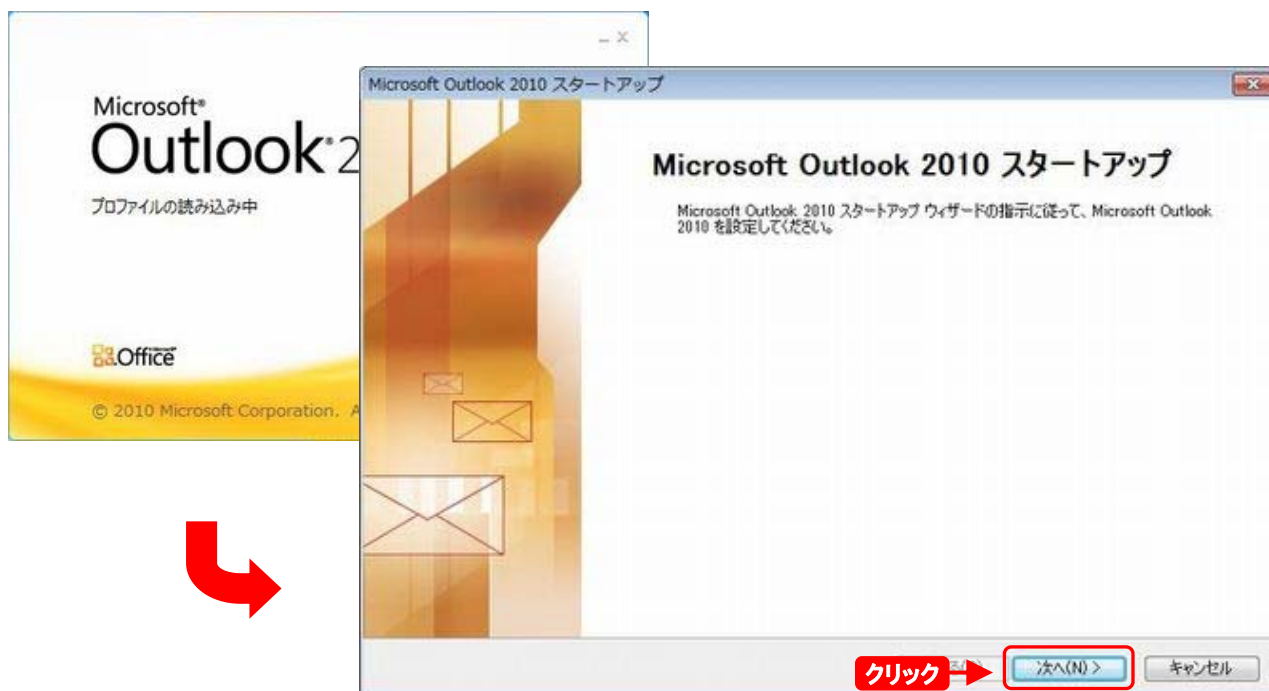 Microsoft®
Outlook® 2
プロファイルの読み込み中
Office
© 2010 Microsoft Corporation. A
Microsoft Outlook 2010 スタートアップ
Microsoft Outlook 2010 スタートアップ
Microsoft Outlook 2010 スタートアップ ウィザードの指示に従って、Microsoft Outlook
2010 を設定してください。
クリック
次へ(N) >
キャンセル